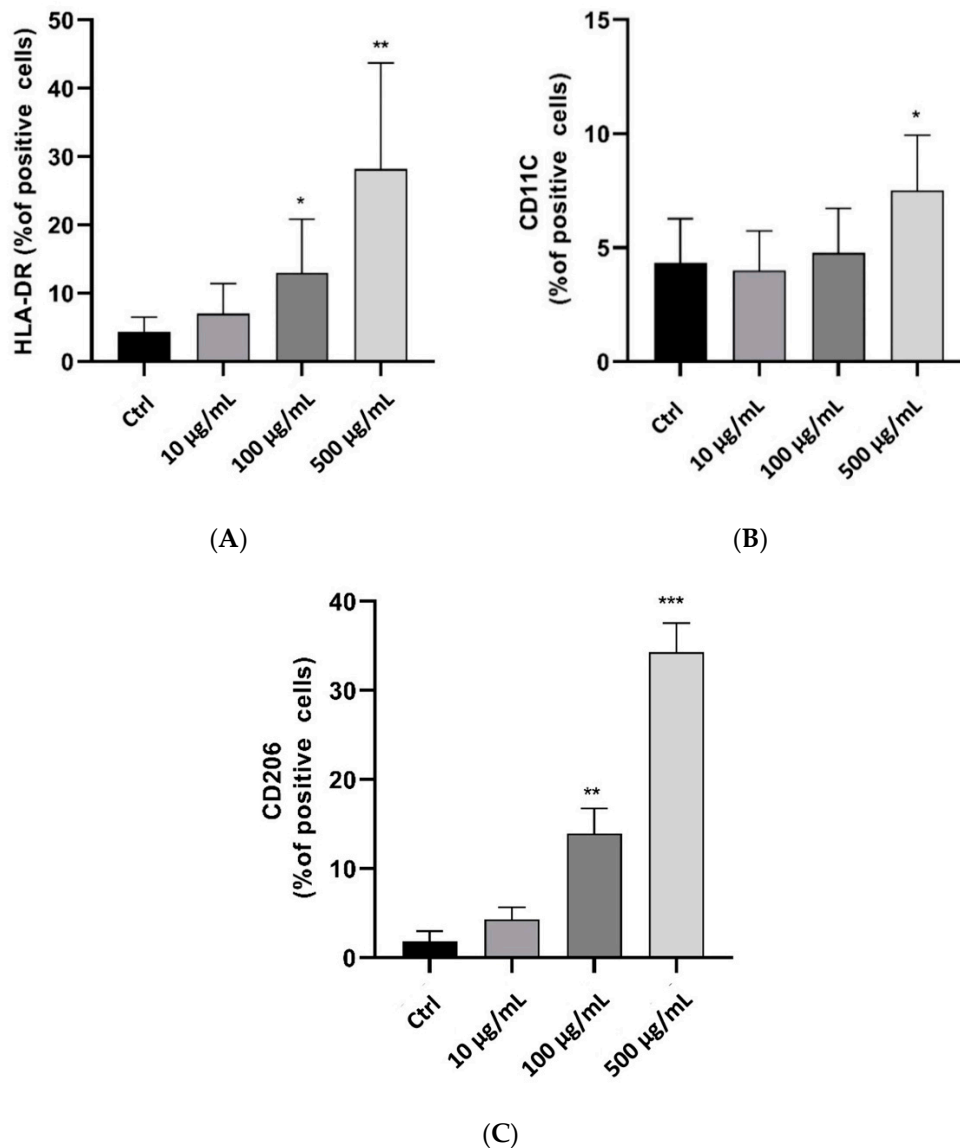 HLA-DR (%of positive cells)
50
40
30
20
10
0
*
**
Ctrl
10 µg/mL
100 µg/mL
500 µg/mL
(A)
CD11C
(%of positive cells)
15
10
5
0
*
Ctrl
10 µg/mL
100 µg/mL
500 µg/mL
(B)
CD206
(%of positive cells)
40
30
20
10
0
**
***
Ctrl
10 µg/mL
100 µg/mL
500 µg/mL
(C)